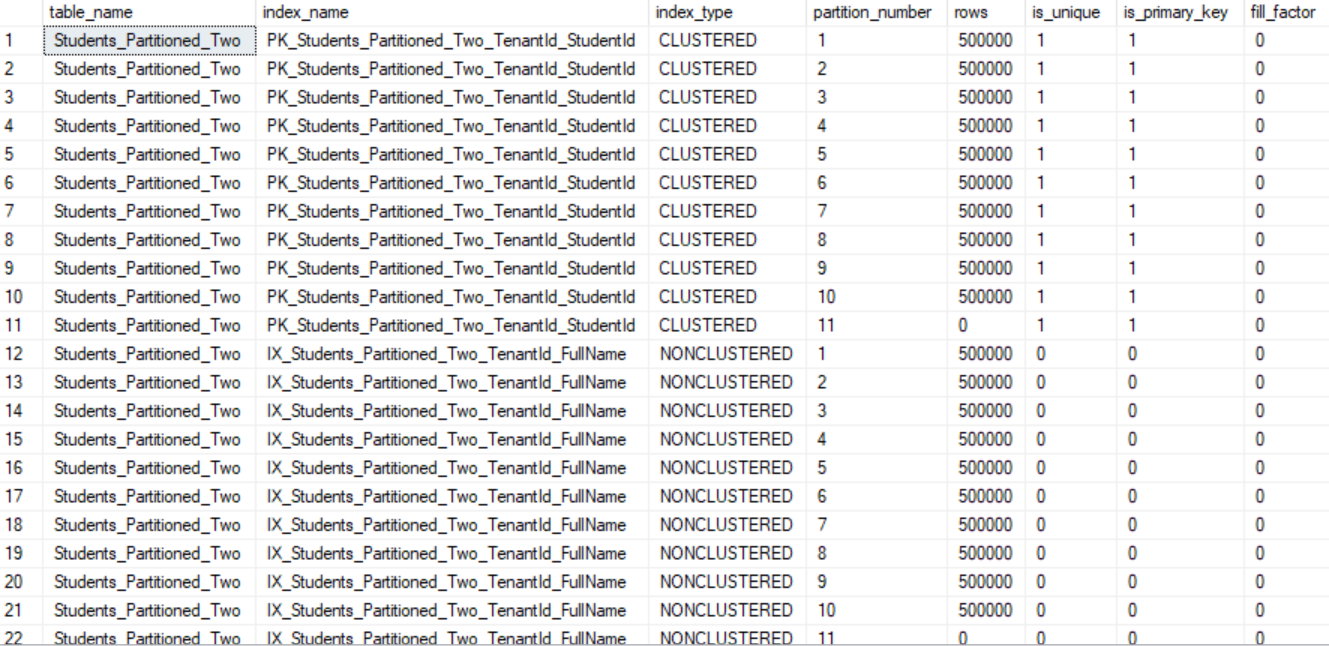 table_name index_name index_type partition_number rows is_unique is_primary_key fill_factor
1 Students_Partitioned_Two PK_Students_Partitioned_Two_TenantId_StudentId CLUSTERED 1 500000 1 1 0
2 Students_Partitioned_Two PK_Students_Partitioned_Two_TenantId_StudentId CLUSTERED 2 500000 1 1 0
3 Students_Partitioned_Two PK_Students_Partitioned_Two_TenantId_StudentId CLUSTERED 3 500000 1 1 0
4 Students_Partitioned_Two PK_Students_Partitioned_Two_TenantId_StudentId CLUSTERED 4 500000 1 1 0
5 Students_Partitioned_Two PK_Students_Partitioned_Two_TenantId_StudentId CLUSTERED 5 500000 1 1 0
6 Students_Partitioned_Two PK_Students_Partitioned_Two_TenantId_StudentId CLUSTERED 6 500000 1 1 0
7 Students_Partitioned_Two PK_Students_Partitioned_Two_TenantId_StudentId CLUSTERED 7 500000 1 1 0
8 Students_Partitioned_Two PK_Students_Partitioned_Two_TenantId_StudentId CLUSTERED 8 500000 1 1 0
9 Students_Partitioned_Two PK_Students_Partitioned_Two_TenantId_StudentId CLUSTERED 9 500000 1 1 0
10 Students_Partitioned_Two PK_Students_Partitioned_Two_TenantId_StudentId CLUSTERED 10 500000 1 1 0
11 Students_Partitioned_Two PK_Students_Partitioned_Two_TenantId_StudentId CLUSTERED 11 0 1 1 0
12 Students_Partitioned_Two IX_Students_Partitioned_Two_TenantId_FullName NONCLUSTERED 1 500000 0 0 0
13 Students_Partitioned_Two IX_Students_Partitioned_Two_TenantId_FullName NONCLUSTERED 2 500000 0 0 0
14 Students_Partitioned_Two IX_Students_Partitioned_Two_TenantId_FullName NONCLUSTERED 3 500000 0 0 0
15 Students_Partitioned_Two IX_Students_Partitioned_Two_TenantId_FullName NONCLUSTERED 4 500000 0 0 0
16 Students_Partitioned_Two IX_Students_Partitioned_Two_TenantId_FullName NONCLUSTERED 5 500000 0 0 0
17 Students_Partitioned_Two IX_Students_Partitioned_Two_TenantId_FullName NONCLUSTERED 6 500000 0 0 0
18 Students_Partitioned_Two IX_Students_Partitioned_Two_TenantId_FullName NONCLUSTERED 7 500000 0 0 0
19 Students_Partitioned_Two IX_Students_Partitioned_Two_TenantId_FullName NONCLUSTERED 8 500000 0 0 0
20 Students_Partitioned_Two IX_Students_Partitioned_Two_TenantId_FullName NONCLUSTERED 9 500000 0 0 0
21 Students_Partitioned_Two IX_Students_Partitioned_Two_TenantId_FullName NONCLUSTERED 10 500000 0 0 0
22 Students_Partitioned_Two IX_Students_Partitioned_Two_TenantId_FullName NONCLUSTERED 11 0 0 0 0